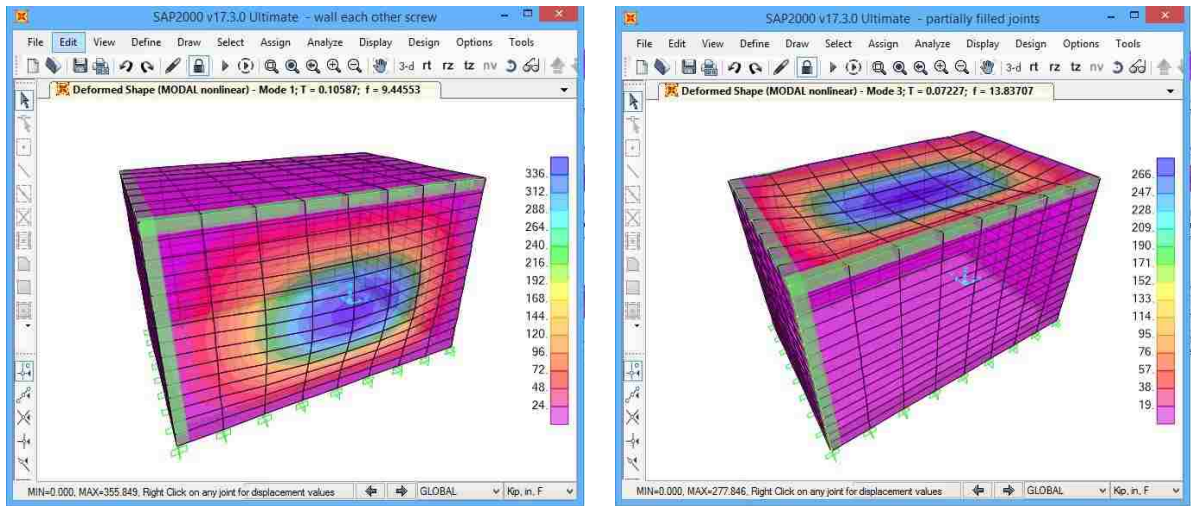 SAP2000 v17.3.0 Ultimate - wall each other screw
File Edit View Define Draw Select Assign Analyze Display Design Options Tools
3-d rt rz tz nv
Deformed Shape (MODAL nonlinear) - Mode 1; T = 0.10587; f = 9.44553
336.
312.
288.
264.
240.
216.
192.
168.
144.
120.
96.
72.
48.
24.
MIN=0.000, MAX=355.849, Right Click on any joint for displacement values GLOBAL Kip, in, F
SAP2000 v17.3.0 Ultimate - partially filled joints
File Edit View Define Draw Select Assign Analyze Display Design Options Tools
3-d rt rz tz nv
Deformed Shape (MODAL nonlinear) - Mode 3; T = 0.07227; f = 13.83707
266.
247.
228.
209.
190.
171.
152.
133.
114.
95.
76.
57.
38.
19.
MIN=0.000, MAX=277.846, Right Click on any joint for displacement values GLOBAL Kip, in, F